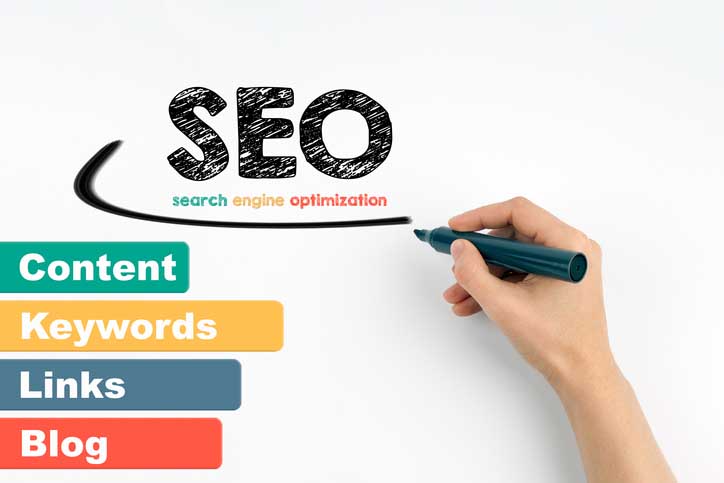 SEO
search engine optimization
Content
Keywords
Links
Blog